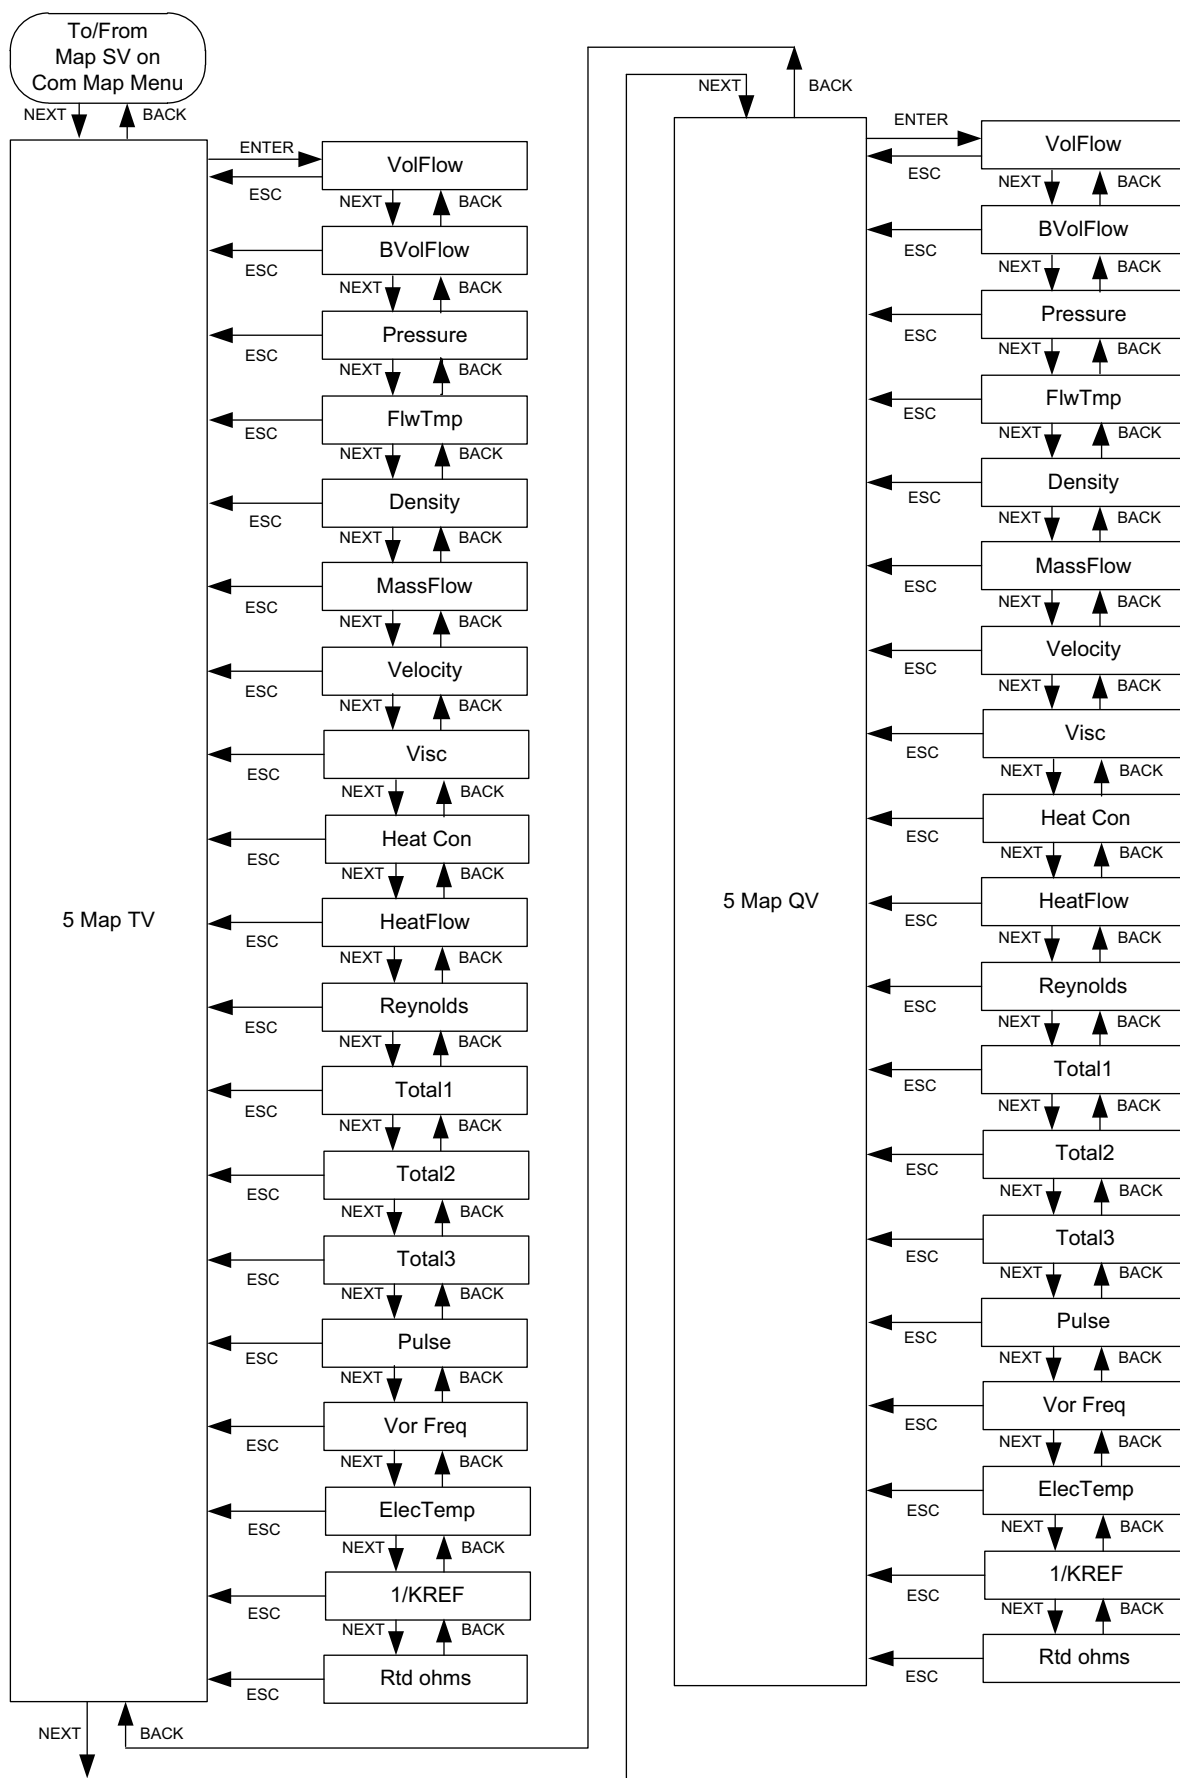 To/From
Map SV on
Com Map Menu
NEXT BACK
5 Map TV
ENTER
VolFlow
ESC
NEXT BACK
BVolFlow
ESC
NEXT BACK
Pressure
ESC
NEXT BACK
FlwTmp
ESC
NEXT BACK
Density
ESC
NEXT BACK
MassFlow
ESC
NEXT BACK
Velocity
ESC
NEXT BACK
Visc
ESC
NEXT BACK
Heat Con
ESC
NEXT BACK
HeatFlow
ESC
NEXT BACK
Reynolds
ESC
NEXT BACK
Total1
ESC
NEXT BACK
Total2
ESC
NEXT BACK
Total3
ESC
NEXT BACK
Pulse
ESC
NEXT BACK
Vor Freq
ESC
NEXT BACK
ElecTemp
ESC
NEXT BACK
1/KREF
ESC
NEXT BACK
Rtd ohms
ESC
NEXT BACK
NEXT BACK
5 Map QV
ENTER
VolFlow
ESC
NEXT BACK
BVolFlow
ESC
NEXT BACK
Pressure
ESC
NEXT BACK
FlwTmp
ESC
NEXT BACK
Density
ESC
NEXT BACK
MassFlow
ESC
NEXT BACK
Velocity
ESC
NEXT BACK
Visc
ESC
NEXT BACK
Heat Con
ESC
NEXT BACK
HeatFlow
ESC
NEXT BACK
Reynolds
ESC
NEXT BACK
Total1
ESC
NEXT BACK
Total2
ESC
NEXT BACK
Total3
ESC
NEXT BACK
Pulse
ESC
NEXT BACK
Vor Freq
ESC
NEXT BACK
ElecTemp
ESC
NEXT BACK
1/KREF
ESC
NEXT BACK
Rtd ohms
ESC